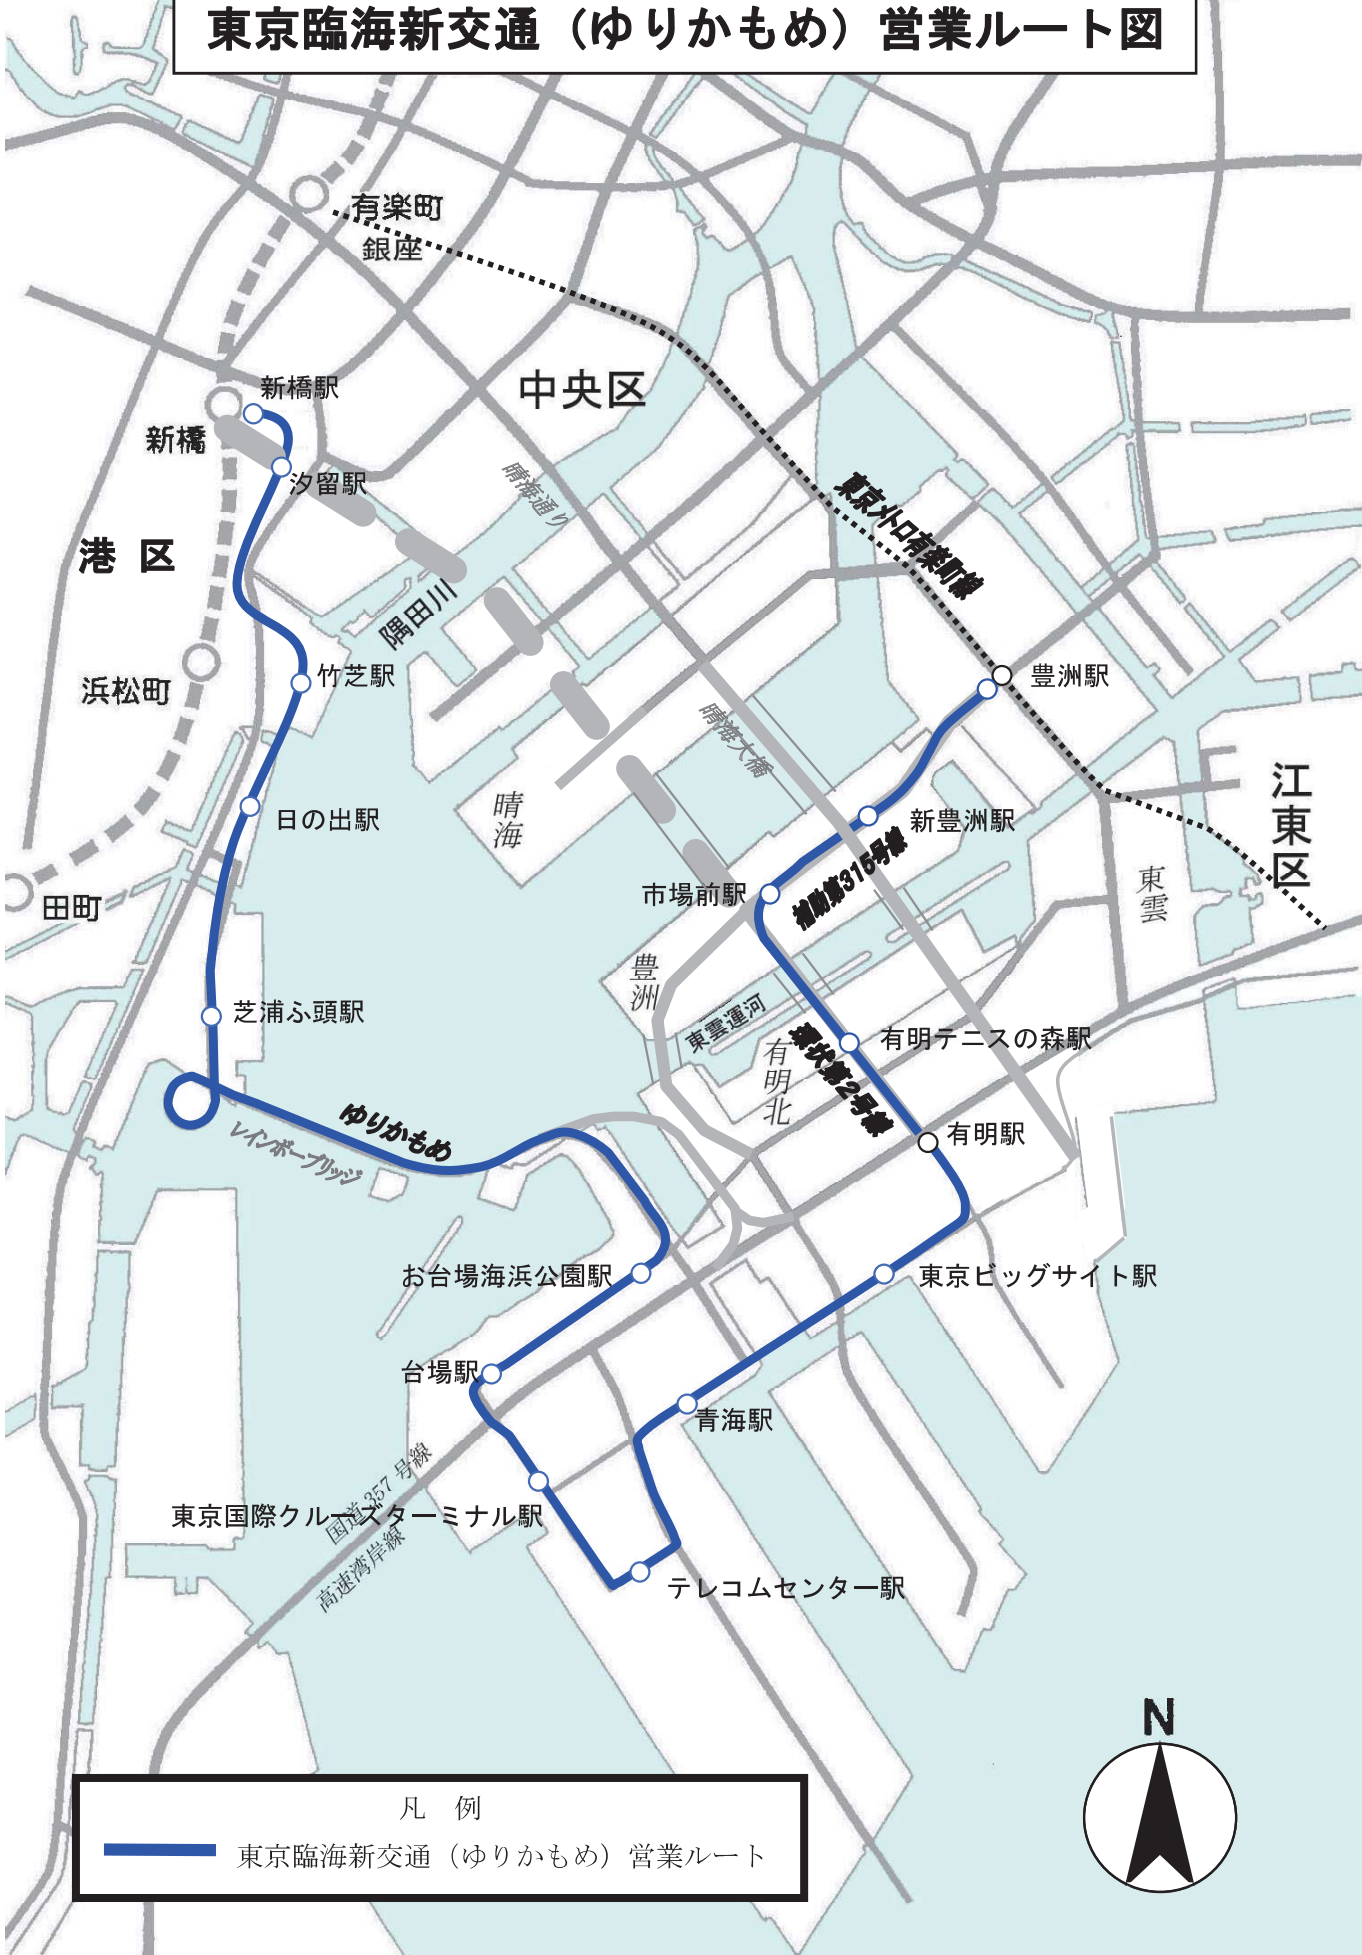 東京臨海新交通（ゆりかもめ）営業ルート図
有楽町
銀座
新橋駅
中央区
新橋
汐留駅
晴海通り
東京メトロ有楽町線
港 区
隅田川
浜松町
竹芝駅
豊洲駅
晴海大橋
晴海
日の出駅
新豊洲駅
江東区
補助第315号線
市場前駅
東雲
田町
豊洲
芝浦ふ頭駅
東雲運河
有明テニスの森駅
有明北
環状第2号線
ゆりかもめ
レインボーブリッジ
有明駅
お台場海浜公園駅
東京ビッグサイト駅
台場駅
青海駅
国道357号線
東京国際クルーズターミナル駅
高速湾岸線
テレコムセンター駅
N
凡 例
東京臨海新交通（ゆりかもめ）営業ルート